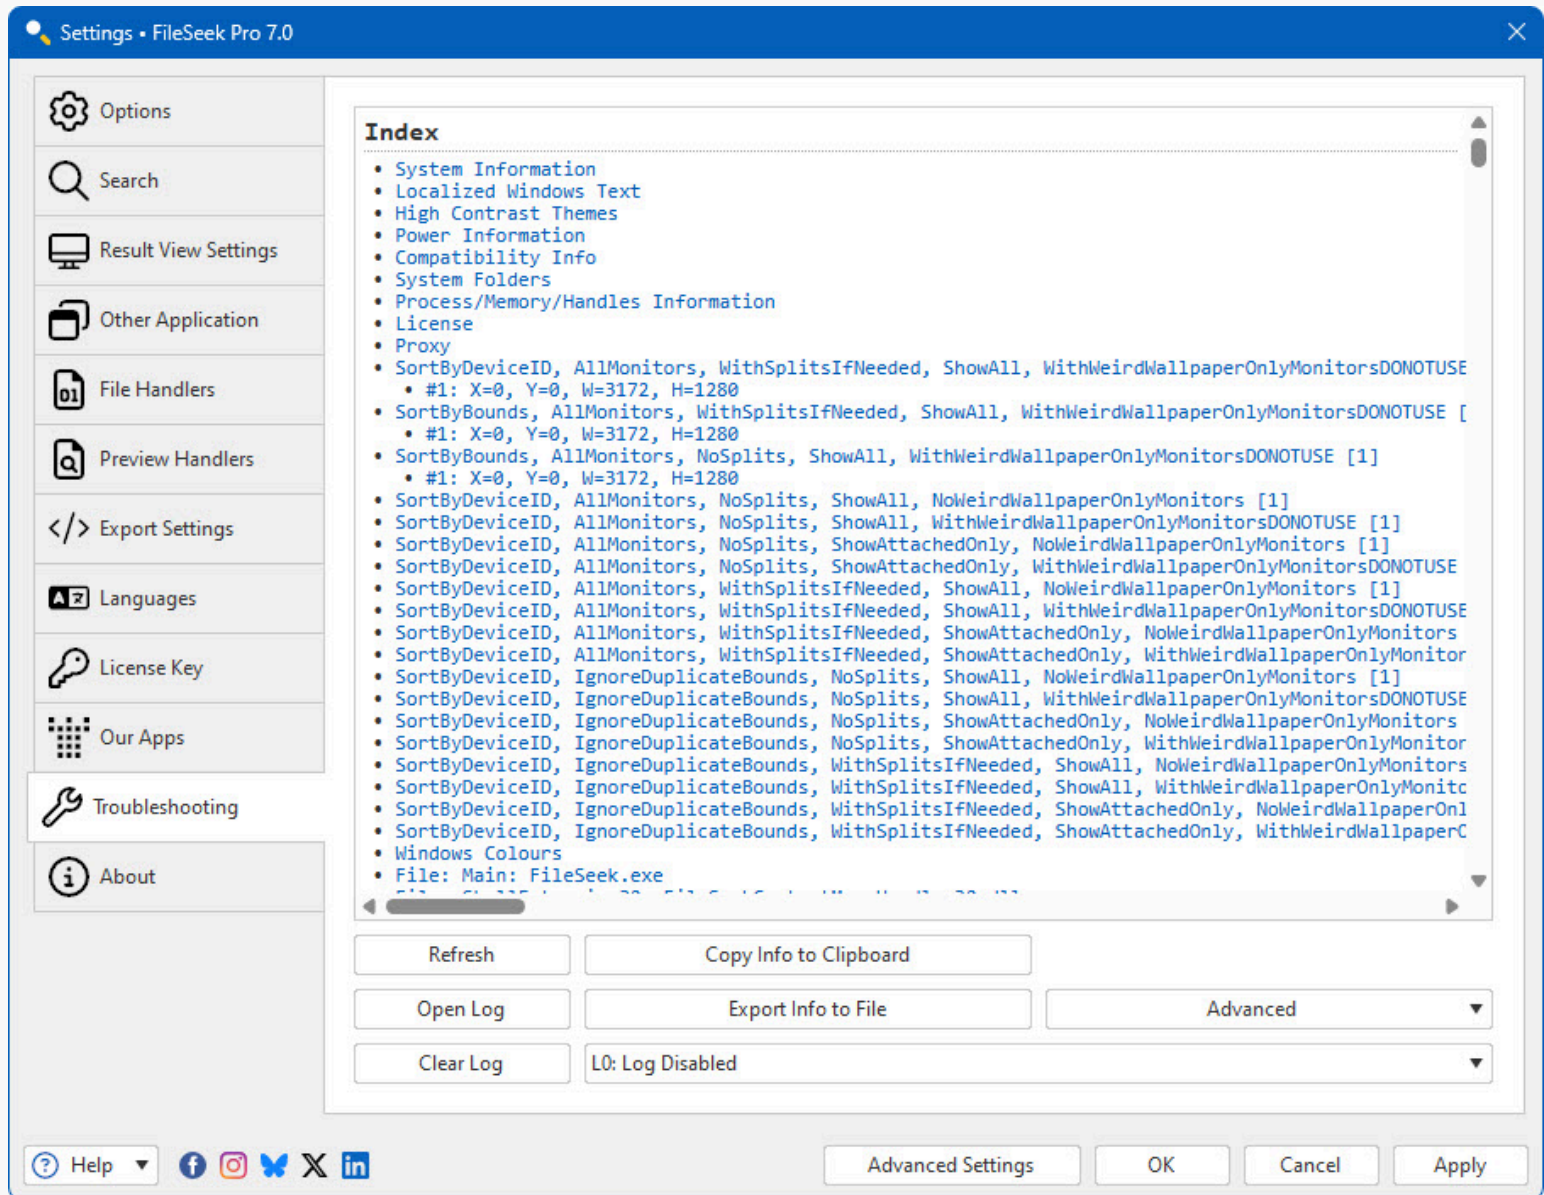 Settings • FileSeek Pro 7.0
Options
Search
Result View Settings
Other Application
File Handlers
Preview Handlers
Export Settings
Languages
License Key
Our Apps
Troubleshooting
About
Index
• System Information
• Localized Windows Text
• High Contrast Themes
• Power Information
• Compatibility Info
• System Folders
• Process/Memory/Handles Information
• License
• Proxy
• SortByDeviceID, AllMonitors, WithSplitsIfNeeded, ShowAll, WithWeirdWallpaperOnlyMonitorsDONOTUSE
• #1: X=0, Y=0, W=3172, H=1280
• SortByBounds, AllMonitors, WithSplitsIfNeeded, ShowAll, WithWeirdWallpaperOnlyMonitorsDONOTUSE [
• #1: X=0, Y=0, W=3172, H=1280
• SortByBounds, AllMonitors, NoSplits, ShowAll, WithWeirdWallpaperOnlyMonitorsDONOTUSE [1]
• #1: X=0, Y=0, W=3172, H=1280
• SortByDeviceID, AllMonitors, NoSplits, ShowAll, NoWeirdWallpaperOnlyMonitors [1]
• SortByDeviceID, AllMonitors, NoSplits, ShowAll, WithWeirdWallpaperOnlyMonitorsDONOTUSE [1]
• SortByDeviceID, AllMonitors, NoSplits, ShowAttachedOnly, NoWeirdWallpaperOnlyMonitors [1]
• SortByDeviceID, AllMonitors, NoSplits, ShowAttachedOnly, WithWeirdWallpaperOnlyMonitorsDONOTUSE
• SortByDeviceID, AllMonitors, WithSplitsIfNeeded, ShowAll, NoWeirdWallpaperOnlyMonitors [1]
• SortByDeviceID, AllMonitors, WithSplitsIfNeeded, ShowAll, WithWeirdWallpaperOnlyMonitorsDONOTUSE
• SortByDeviceID, AllMonitors, WithSplitsIfNeeded, ShowAttachedOnly, NoWeirdWallpaperOnlyMonitors
• SortByDeviceID, AllMonitors, WithSplitsIfNeeded, ShowAttachedOnly, WithWeirdWallpaperOnlyMonitor
• SortByDeviceID, IgnoreDuplicateBounds, NoSplits, ShowAll, NoWeirdWallpaperOnlyMonitors [1]
• SortByDeviceID, IgnoreDuplicateBounds, NoSplits, ShowAll, WithWeirdWallpaperOnlyMonitorsDONOTUSE
• SortByDeviceID, IgnoreDuplicateBounds, NoSplits, ShowAttachedOnly, NoWeirdWallpaperOnlyMonitors
• SortByDeviceID, IgnoreDuplicateBounds, NoSplits, ShowAttachedOnly, WithWeirdWallpaperOnlyMonitor
• SortByDeviceID, IgnoreDuplicateBounds, WithSplitsIfNeeded, ShowAll, NoWeirdWallpaperOnlyMonitors
• SortByDeviceID, IgnoreDuplicateBounds, WithSplitsIfNeeded, ShowAll, WithWeirdWallpaperOnlyMonito
• SortByDeviceID, IgnoreDuplicateBounds, WithSplitsIfNeeded, ShowAttachedOnly, NoWeirdWallpaperOnl
• SortByDeviceID, IgnoreDuplicateBounds, WithSplitsIfNeeded, ShowAttachedOnly, WithWeirdWallpaperO
• Windows Colours
• File: Main: FileSeek.exe
Refresh
Copy Info to Clipboard
Open Log
Export Info to File
Advanced
Clear Log
L0: Log Disabled
Help
Advanced Settings
OK
Cancel
Apply